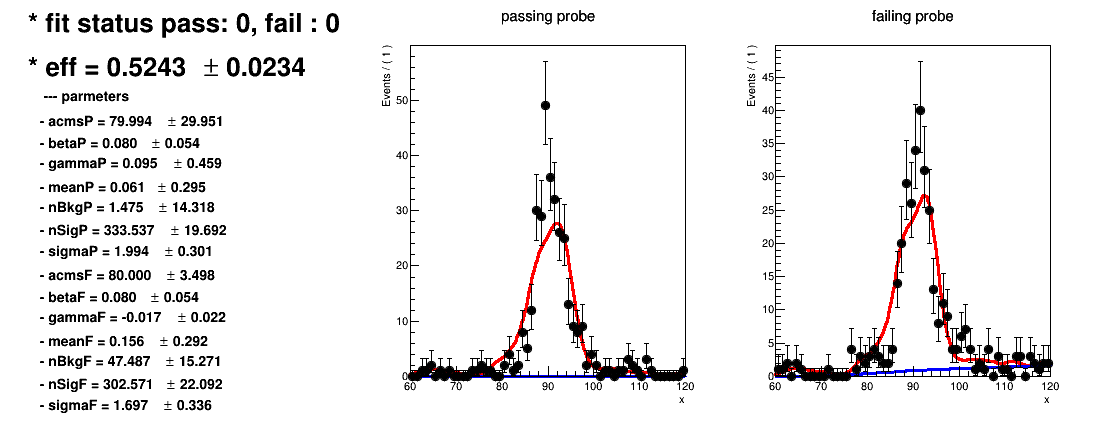 * fit status pass: 0, fail : 0
* eff = 0.5243 ± 0.0234
--- parmeters
- acmsP = 79.994 ± 29.951
- betaP = 0.080 ± 0.054
- gammaP = 0.095 ± 0.459
- meanP = 0.061 ± 0.295
- nBkgP = 1.475 ± 14.318
- nSigP = 333.537 ± 19.692
- sigmaP = 1.994 ± 0.301
- acmsF = 80.000 ± 3.498
- betaF = 0.080 ± 0.054
- gammaF = -0.017 ± 0.022
- meanF = 0.156 ± 0.292
- nBkgF = 47.487 ± 15.271
- nSigF = 302.571 ± 22.092
- sigmaF = 1.697 ± 0.336
passing probe
Events / ( 1 )
50
40
30
20
10
0
60 70 80 90 100 110 120
x
failing probe
Events / ( 1 )
45
40
35
30
25
20
15
10
5
0
60 70 80 90 100 110 120
x